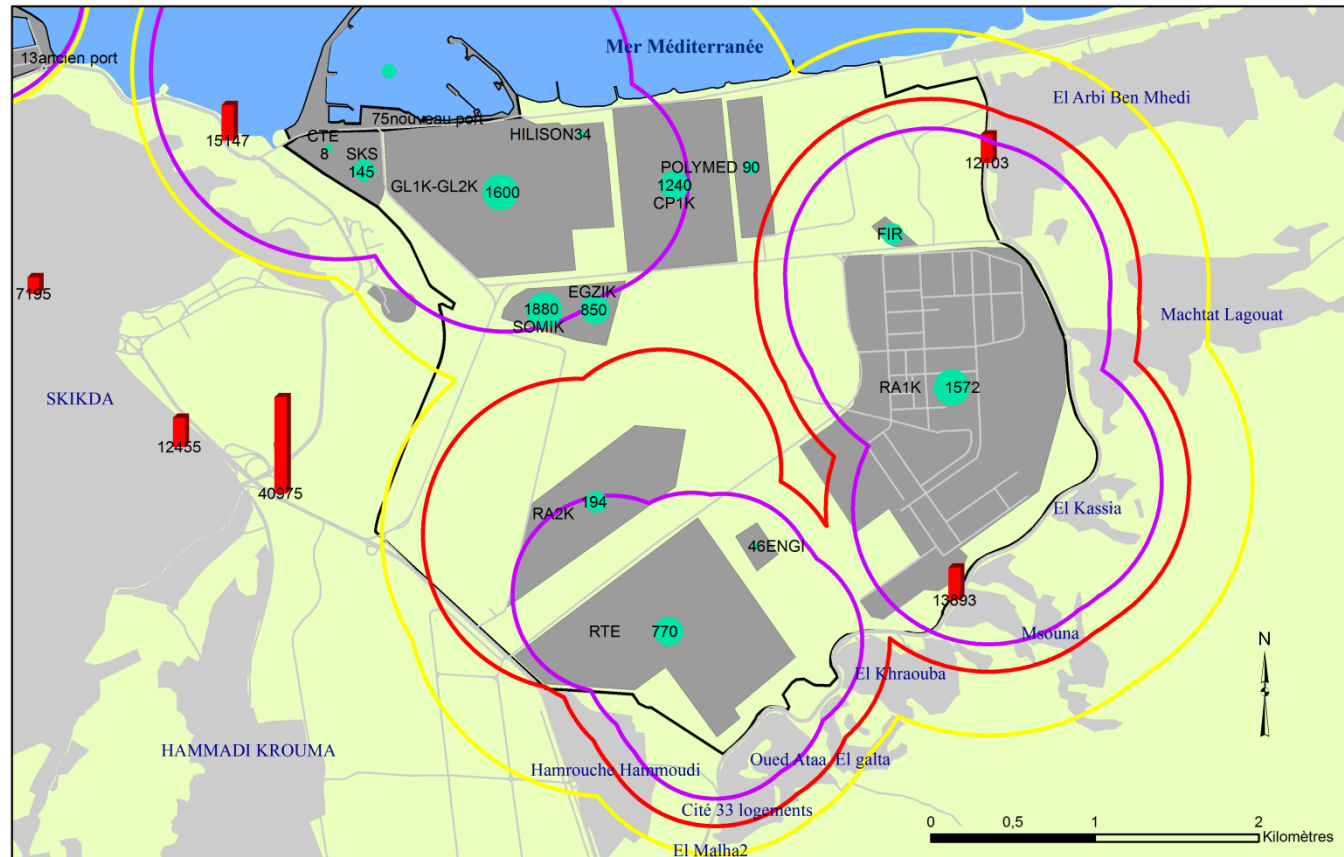 Mer Méditerranée
13ancien port
El Arbi Ben Mhedi
75nouveau port
15147
CTE
8
SKS
145
HILISON34
GL1K-GL2K
1600
POLYMED 90
1240
CP1K
12103
FIR
7195
EGZIK
1880
850
SOMIK
Machtat Lagouat
SKIKDA
RA1K
1572
12455
40975
194
RA2K
El Kassia
46ENGI
13893
RTE
770
Msouna
El Khraouba
N
HAMMADI KROUMA
Hamrouche Hammoudi
Oued Ataa
El galta
Cité 33 logements
El Malha2
0
0,5
1
2
Kilomètres